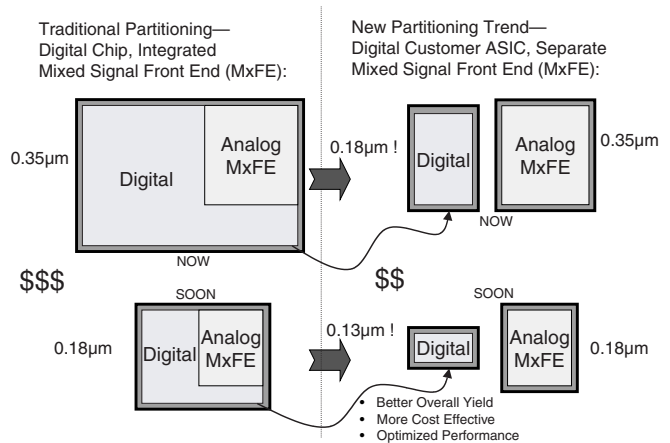 Traditional Partitioning—
Digital Chip, Integrated
Mixed Signal Front End (MxFE):
New Partitioning Trend—
Digital Customer ASIC, Separate
Mixed Signal Front End (MxFE):
0.35µm
Digital
Analog
MxFE
NOW
0.18µm !
Digital
Analog
MxFE
0.35µm
NOW
$$$
$$
SOON
0.18µm
Digital
Analog
MxFE
SOON
0.13µm !
Digital
Analog
MxFE
0.18µm
• Better Overall Yield
• More Cost Effective
• Optimized Performance